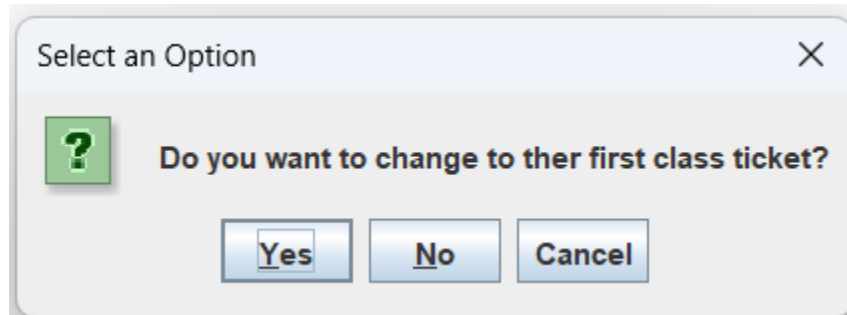 Select an Option
?
Do you want to change to ther first class ticket?
Yes No Cancel